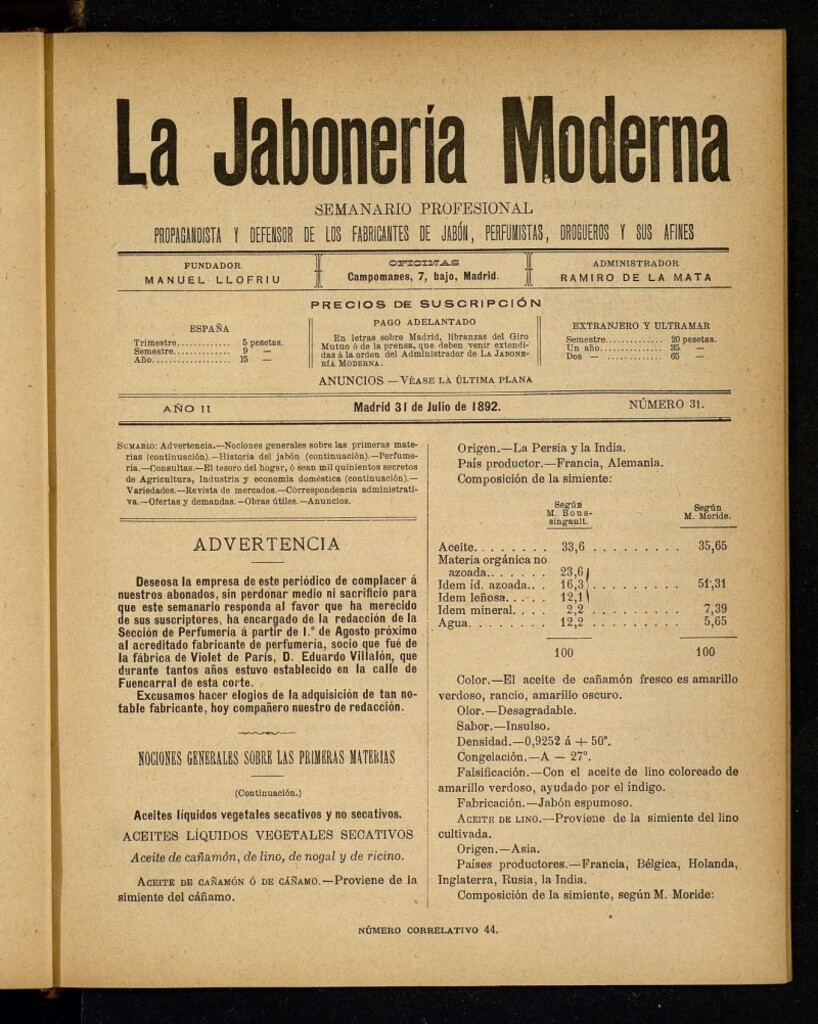 La Jabonería Moderna
SEMANARIO PROFESIONAL
PROPAGANDISTA Y DEFENSOR DE LOS FABRICANTES DE JABÓN, PERFUMISTAS, DROGUEROS Y SUS AFINES
FUNDADOR
MANUEL LLOFRIU
OFICINAS
Campomanes, 7, bajo, Madrid.
ADMINISTRADOR
RAMIRO DE LA MATA
PRECIOS DE SUSCRIPCIÓN
ESPAÑA
Trimestre............. 5 pesetas.
Semestre............. 9 —
Año................... 15 —
PAGO ADELANTADO
En letras sobre Madrid, libranzas del Giro
Mutuo ó de la prensa, que deben venir extendi-
das á la orden del Administrador de LA JABONE-
RÍA MODERNA.
EXTRANJERO Y ULTRAMAR
Semestre.............. 20 pesetas.
Un año............... 35 —
Dos — .............. 65 —
ANUNCIOS — VÉASE LA ÚLTIMA PLANA
AÑO II
Madrid 31 de Julio de 1892.
NÚMERO 31.
SUMARIO: Advertencia.—Nociones generales sobre las primeras mate-
rias (continuación).—Historia del jabón (continuación).—Perfume-
ría.—Consultas.—El tesoro del hogar, ó sean mil quinientos secretos
de Agricultura, Industria y economía doméstica (continuación).—
Variedades.—Revista de mercados.—Correspondencia administrati-
va.—Ofertas y demandas.—Obras útiles.—Anuncios.
ADVERTENCIA
Deseosa la empresa de este periódico de complacer á
nuestros abonados, sin perdonar medio ni sacrificio para
que este semanario responda al favor que ha merecido
de sus suscriptores, ha encargado de la redacción de la
Sección de Perfumería á partir de 1.º de Agosto próximo
al acreditado fabricante de perfumería, socio que fué de
la fábrica de Violet de París, D. Eduardo Villalón, que
durante tantos años estuvo establecido en la calle de
Fuencarral de esta corte.
Excusamos hacer elogios de la adquisición de tan no-
table fabricante, hoy compañero nuestro de redacción.
NOCIONES GENERALES SOBRE LAS PRIMERAS MATERIAS
(Continuación.)
Aceites líquidos vegetales secativos y no secativos.
ACEITES LÍQUIDOS VEGETALES SECATIVOS
Aceite de cañamón, de lino, de nogal y de ricino.
ACEITE DE CAÑAMÓN Ó DE CÁÑAMO.—Proviene de la
simiente del cáñamo.
Origen.—La Persia y la India.
País productor.—Francia, Alemania.
Composición de la simiente:
Según
M. Bous-
singault.
Según
M. Moride.
Aceite. . . . . . . . 33,6 . . . . . . . . . 35,65
Materia orgánica no
azoada. . . . . . . 23,6
Idem id. azoada. . . 16,3 51,31
Idem leñosa. . . . . 12,1
Idem mineral. . . . 2,2 . . . . . . . . . 7,39
Agua. . . . . . . . . 12,2 . . . . . . . . . 5,65
100 100
Color.—El aceite de cañamón fresco es amarillo
verdoso, rancio, amarillo oscuro.
Olor.—Desagradable.
Sabor.—Insulso.
Densidad.—0,9252 á + 50º.
Congelación.—A — 27º.
Falsificación.—Con el aceite de lino coloreado de
amarillo verdoso, ayudado por el índigo.
Fabricación.—Jabón espumoso.
ACEITE DE LINO.—Proviene de la simiente del lino
cultivada.
Origen.—Asia.
Países productores.—Francia, Bélgica, Holanda,
Inglaterra, Rusia, la India.
Composición de la simiente, según M. Moride:
NÚMERO CORRELATIVO 44.